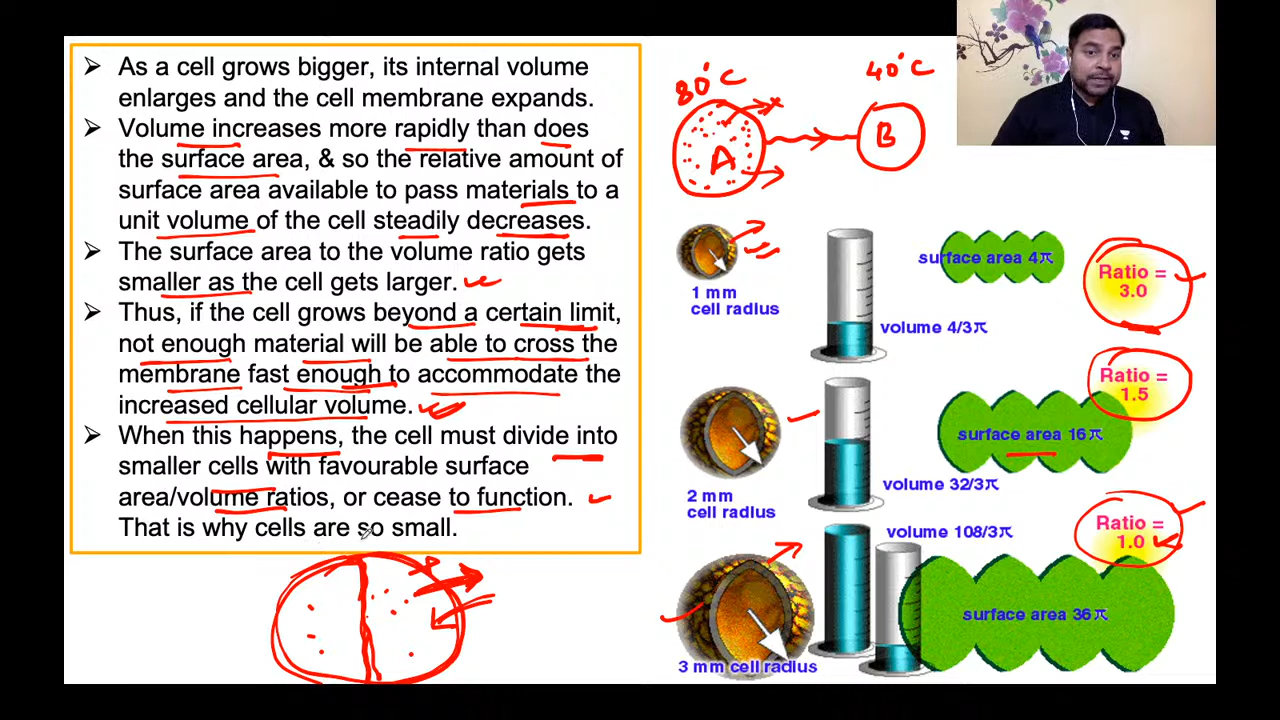 ➢ As a cell grows bigger, its internal volume
enlarges and the cell membrane expands.
➢ Volume increases more rapidly than does
the surface area, & so the relative amount of
surface area available to pass materials to a
unit volume of the cell steadily decreases.
➢ The surface area to the volume ratio gets
smaller as the cell gets larger.
➢ Thus, if the cell grows beyond a certain limit,
not enough material will be able to cross the
membrane fast enough to accommodate the
increased cellular volume.
➢ When this happens, the cell must divide into
smaller cells with favourable surface
area/volume ratios, or cease to function.
That is why cells are so small.
80°C
40°C
A
B
1 mm
cell radius
volume 4/3π
surface area 4π
Ratio =
3.0
2 mm
cell radius
volume 32/3π
surface area 16π
Ratio =
1.5
3 mm cell radius
volume 108/3π
surface area 36π
Ratio =
1.0